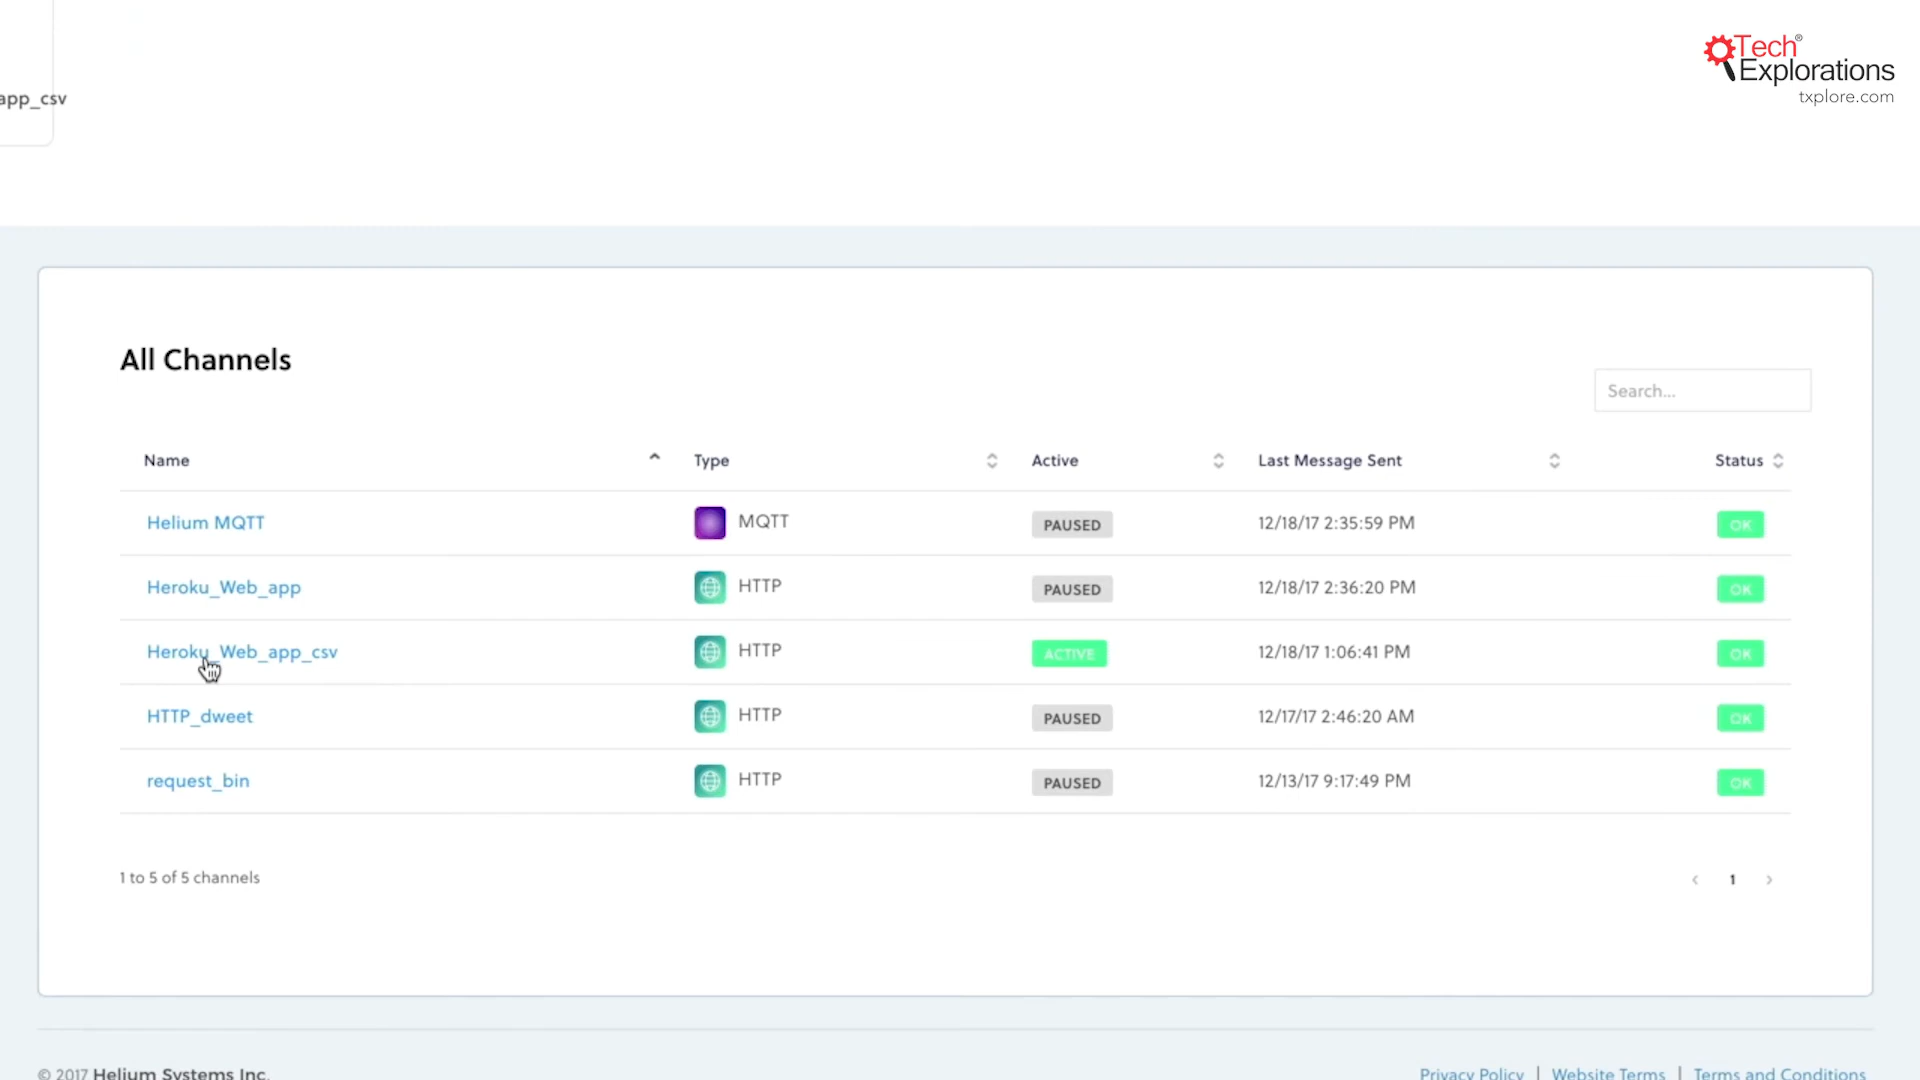 Tech®
Explorations
txplore.com
app_csv
All Channels
Search...
Name Type Active Last Message Sent Status
Helium MQTT MQTT PAUSED 12/18/17 2:35:59 PM OK
Heroku_Web_app HTTP PAUSED 12/18/17 2:36:20 PM OK
Heroku_Web_app_csv HTTP ACTIVE 12/18/17 1:06:41 PM OK
HTTP_dweet HTTP PAUSED 12/17/17 2:46:20 AM OK
request_bin HTTP PAUSED 12/13/17 9:17:49 PM OK
1 to 5 of 5 channels < 1 >
© 2017 Helium Systems Inc. Privacy Policy | Website Terms | Terms and Conditions